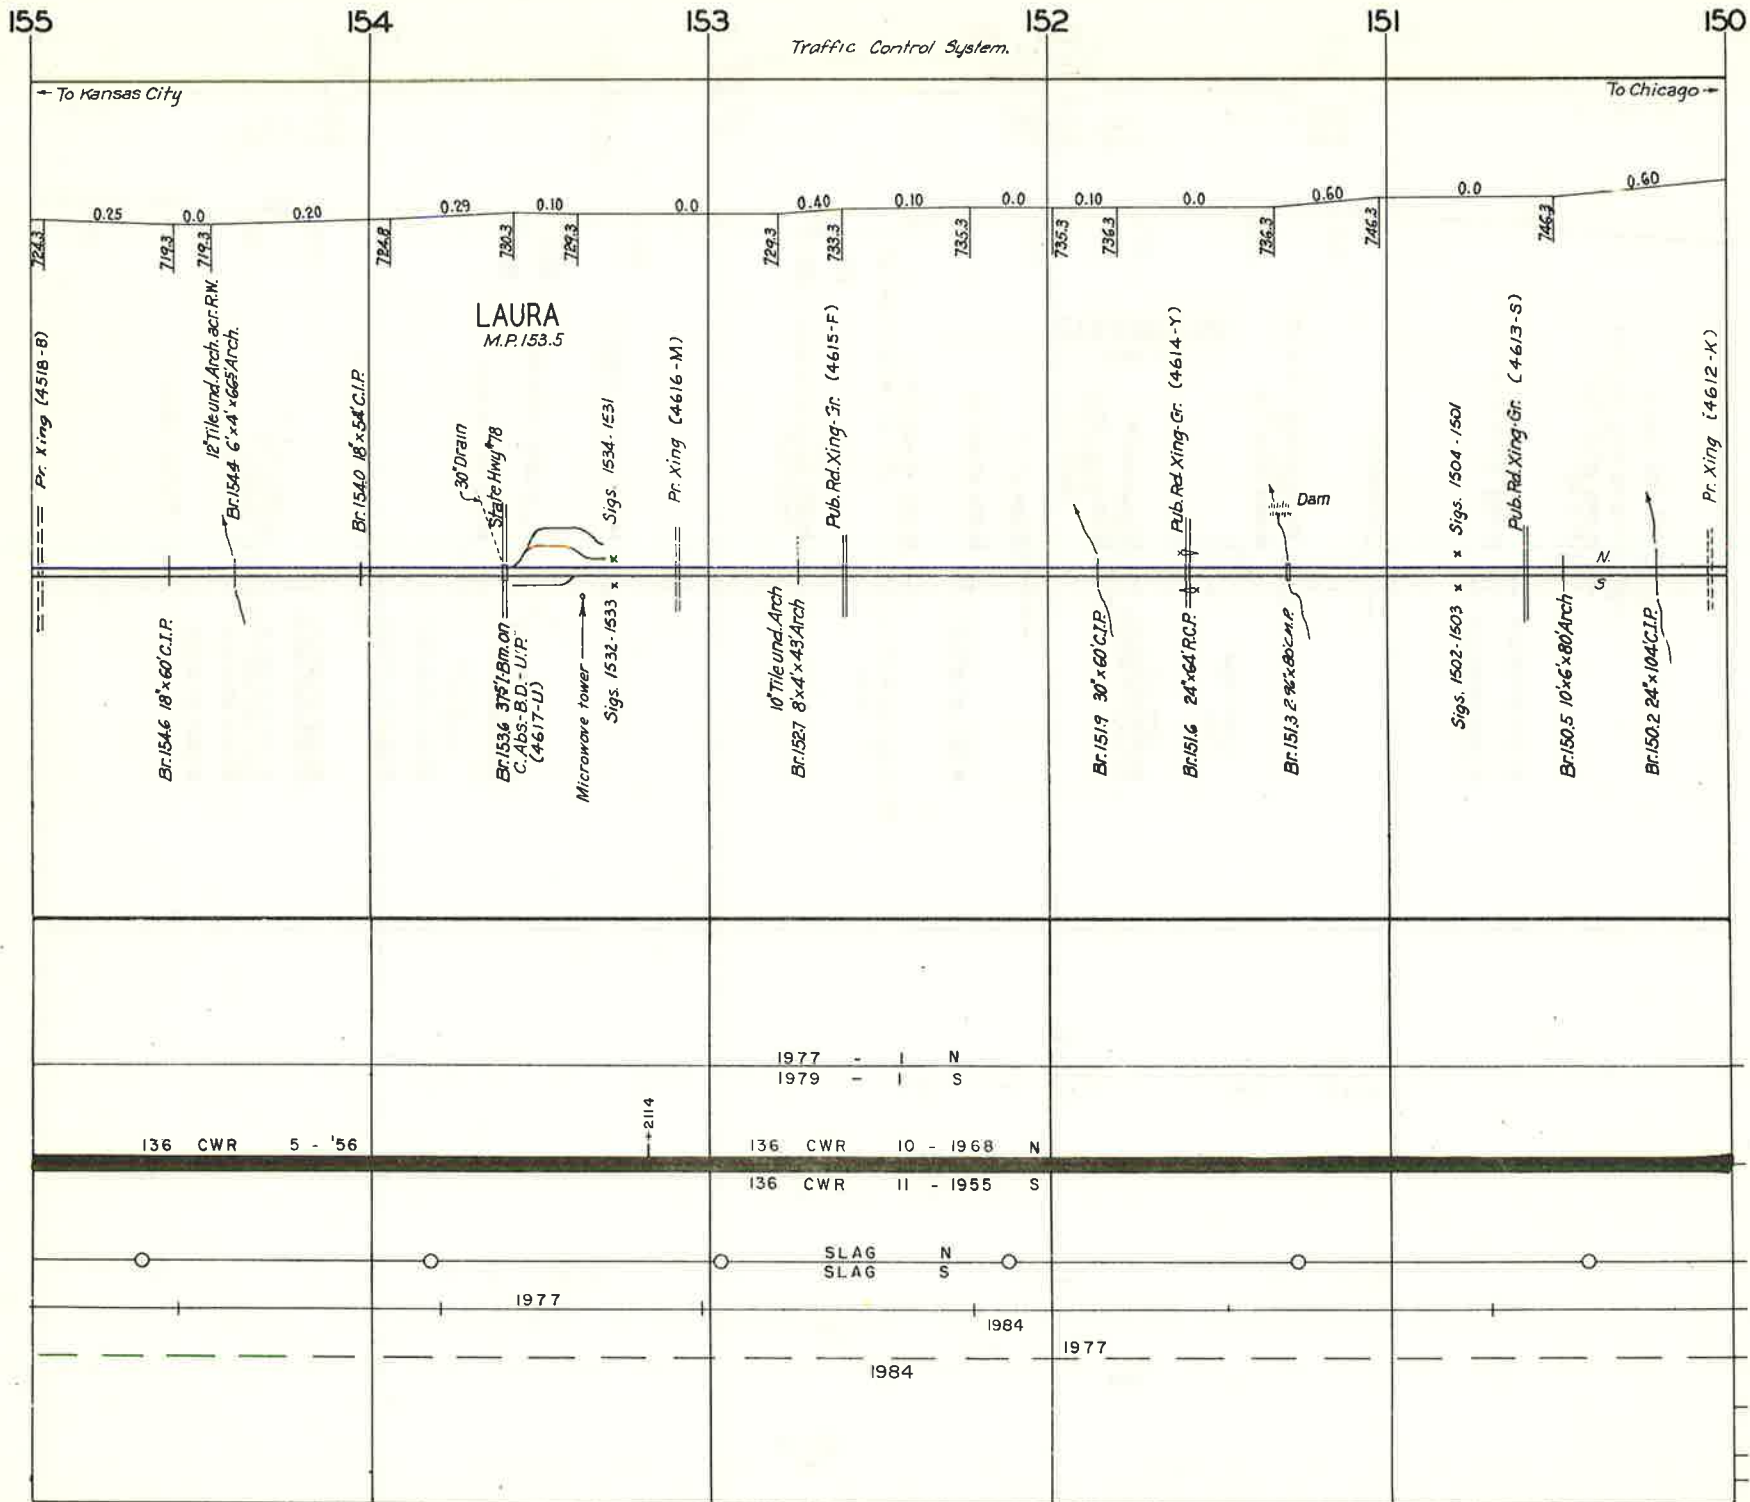 155 154 153 152 151 150
Traffic Control System.
← To Kansas City
To Chicago →
0.25 0.0 0.20 0.29 0.10 0.0 0.40 0.10 0.0 0.10 0.0 0.60 0.0 0.60
724.3 719.3 719.3 724.8 730.3 729.3 729.3 733.3 735.3 735.3 736.3 736.3 746.3 746.3
LAURA
M.P. 153.5
Pr. Xing (4518-B)
12" Tile und. Arch. acr. R.W.
Br. 154.4 6'x4'x66.5' Arch.
Br. 154.0 18"x54' C.I.P.
30" Drain
State Hwy #78
Sigs. 1534-1531
Pr. Xing (4616-M)
Pub. Rd. Xing-Gr. (4615-F)
Pub. Rd. Xing-Gr. (4614-Y)
Dam
Sigs. 1504-1501
Pub. Rd. Xing-Gr. (4613-S)
Pr. Xing (4612-K)
N.
S
Br. 154.6 18"x60' C.I.P.
Br. 153.6 37.5' I-Bm. on
C. Abs.-B.D.-U.P.
(4617-U)
Microwave tower
Sigs. 1532-1533
10" Tile und. Arch
Br. 152.7 8'x4'x43' Arch
Br. 151.9 30"x60' C.I.P.
Br. 151.6 24"x64' R.C.P.
Br. 151.3 2 96"x80' C.M.P.
Sigs. 1502-1503
Br. 150.5 10'x6'x80' Arch
Br. 150.2 24"x104' C.I.P.
1977 - 1 N
1979 - 1 S
+2114
136 CWR 5 - '56
136 CWR 10 - 1968 N
136 CWR 11 - 1955 S
SLAG N
SLAG S
1977
1984
1977
1984